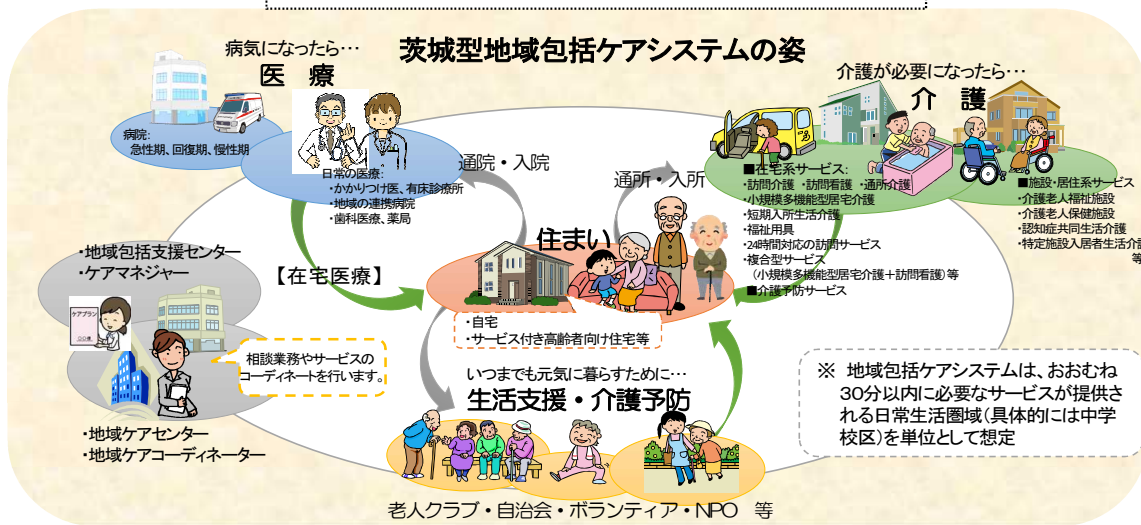 茨城型地域包括ケアシステムの姿
病気になったら…
医 療
病院:
急性期、回復期、慢性期
日常の医療:
・かかりつけ医、有床診療所
・地域の連携病院
・歯科医療、薬局
通院・入院
通所・入所
介護が必要になったら…
介 護
■在宅系サービス:
・訪問介護 ・訪問看護 ・通所介護
・小規模多機能型居宅介護
・短期入所生活介護
・福祉用具
・24時間対応の訪問サービス
・複合型サービス
（小規模多機能型居宅介護＋訪問看護）等
■介護予防サービス
■施設・居住系サービス
・介護老人福祉施設
・介護老人保健施設
・認知症共同生活介護
・特定施設入居者生活介
等
住まい
・自宅
・サービス付き高齢者向け住宅等
【在宅医療】
・地域包括支援センター
・ケアマネジャー
ケアプラン
相談業務やサービスの
コーディネートを行います。
・地域ケアセンター
・地域ケアコーディネーター
いつまでも元気に暮らすために…
生活支援・介護予防
老人クラブ・自治会・ボランティア・NPO 等
※ 地域包括ケアシステムは、おおむね
30分以内に必要なサービスが提供さ
れる日常生活圏域（具体的には中学
校区）を単位として想定